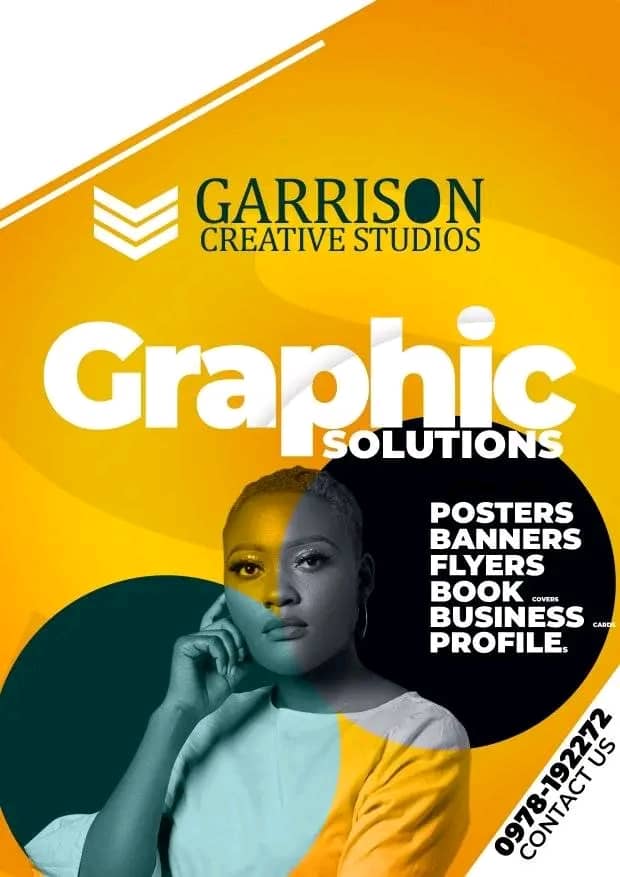 GARRISON
CREATIVE STUDIOS
Graphic
SOLUTIONS
POSTERS
BANNERS
FLYERS
BOOK COVERS
BUSINESS CARDS
PROFILES
0978-192272
CONTACT US